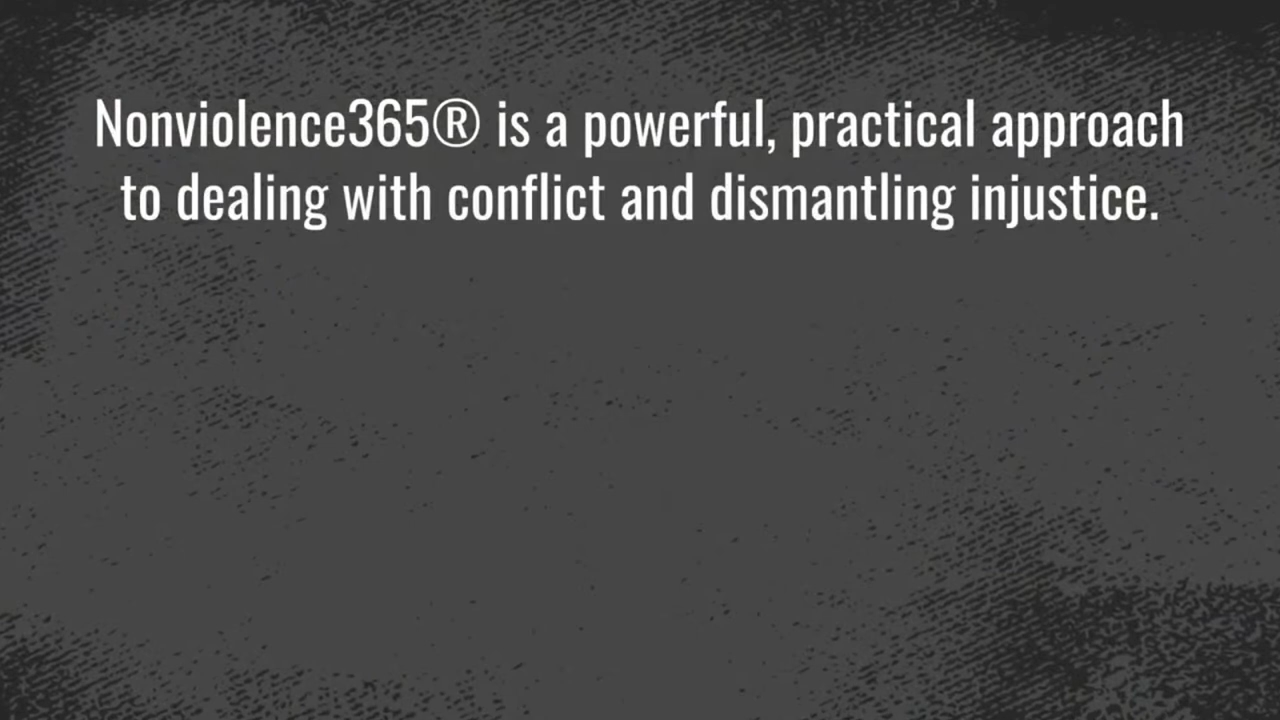 Nonviolence365® is a powerful, practical approach
to dealing with conflict and dismantling injustice.